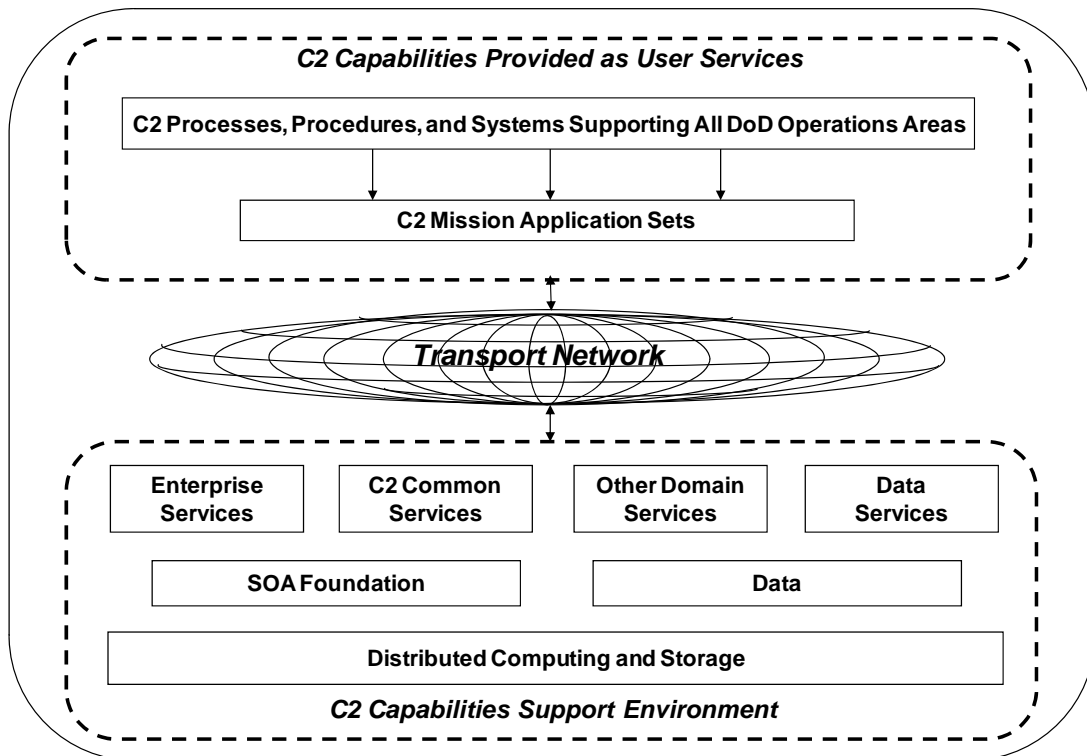 C2 Capabilities Provided as User Services
C2 Processes, Procedures, and Systems Supporting All DoD Operations Areas
C2 Mission Application Sets
Transport Network
Enterprise
Services
C2 Common
Services
Other Domain
Services
Data
Services
SOA Foundation
Data
Distributed Computing and Storage
C2 Capabilities Support Environment